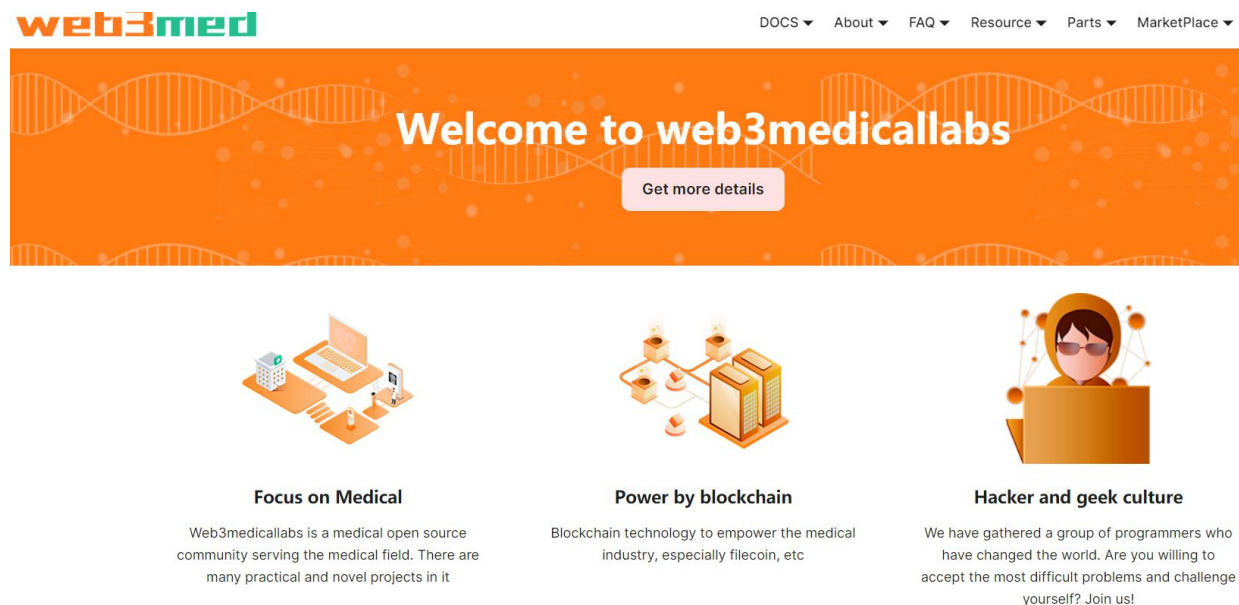 web3med
DOCS About FAQ Resource Parts MarketPlace
Welcome to web3medicallabs
Get more details
Focus on Medical
Web3medicallabs is a medical open source
community serving the medical field. There are
many practical and novel projects in it
Power by blockchain
Blockchain technology to empower the medical
industry, especially filecoin, etc
Hacker and geek culture
We have gathered a group of programmers who
have changed the world. Are you willing to
accept the most difficult problems and challenge
yourself? Join us!